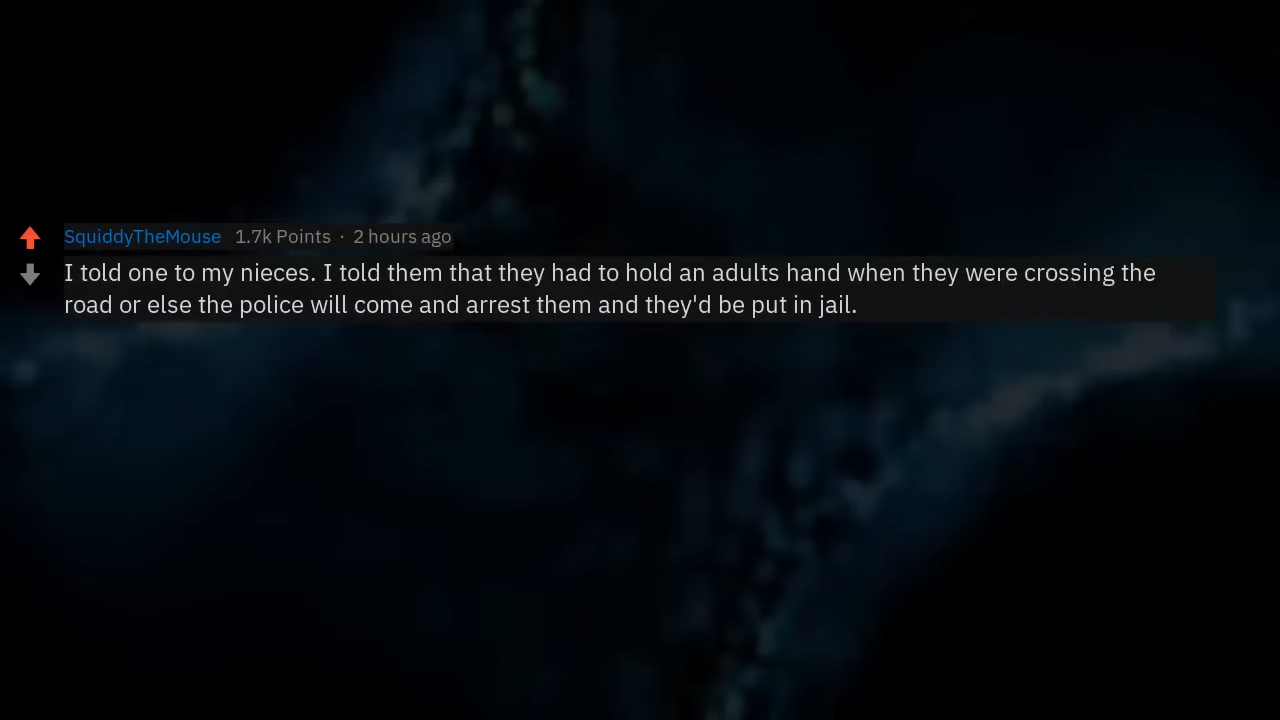 SquiddyTheMouse 1.7k Points · 2 hours ago
I told one to my nieces. I told them that they had to hold an adults hand when they were crossing the
road or else the police will come and arrest them and they'd be put in jail.